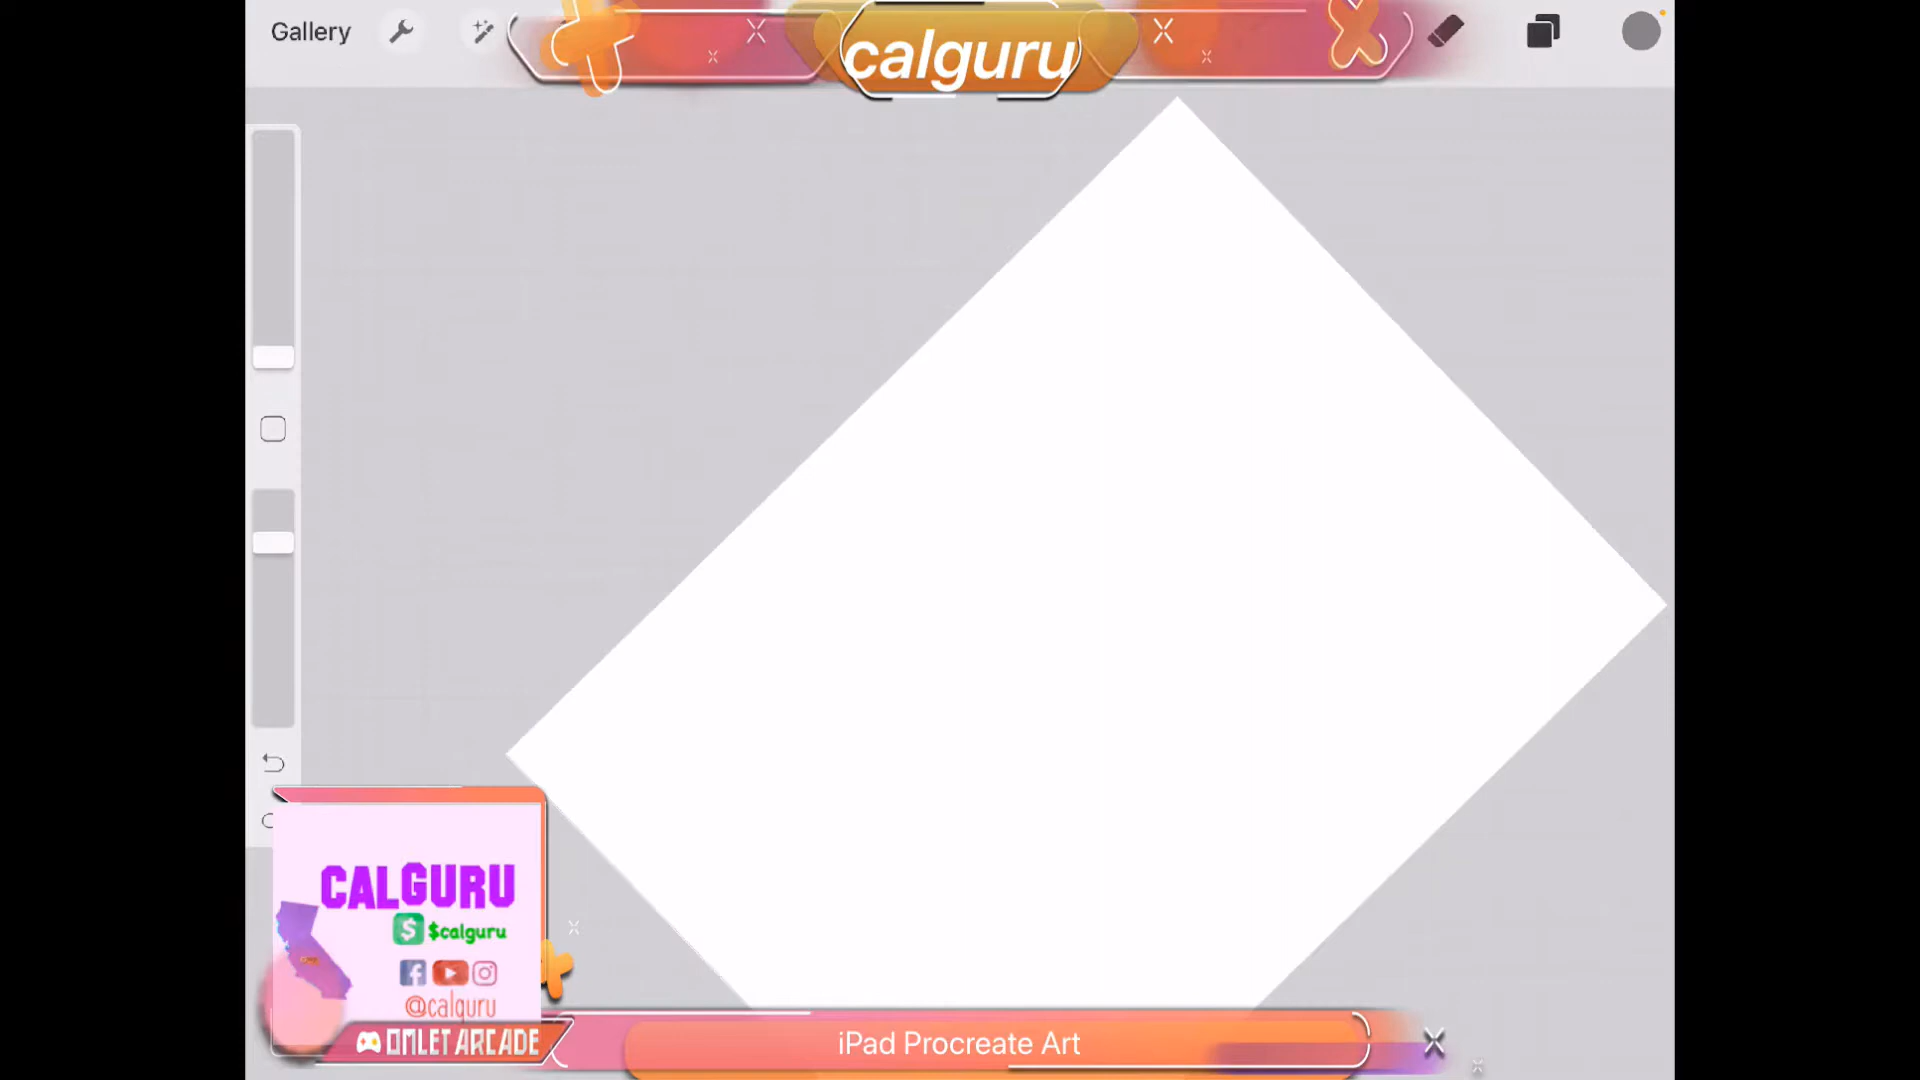 Gallery
calguru
CALGURU
$ $calguru
@calguru
OMLET ARCADE
iPad Procreate Art